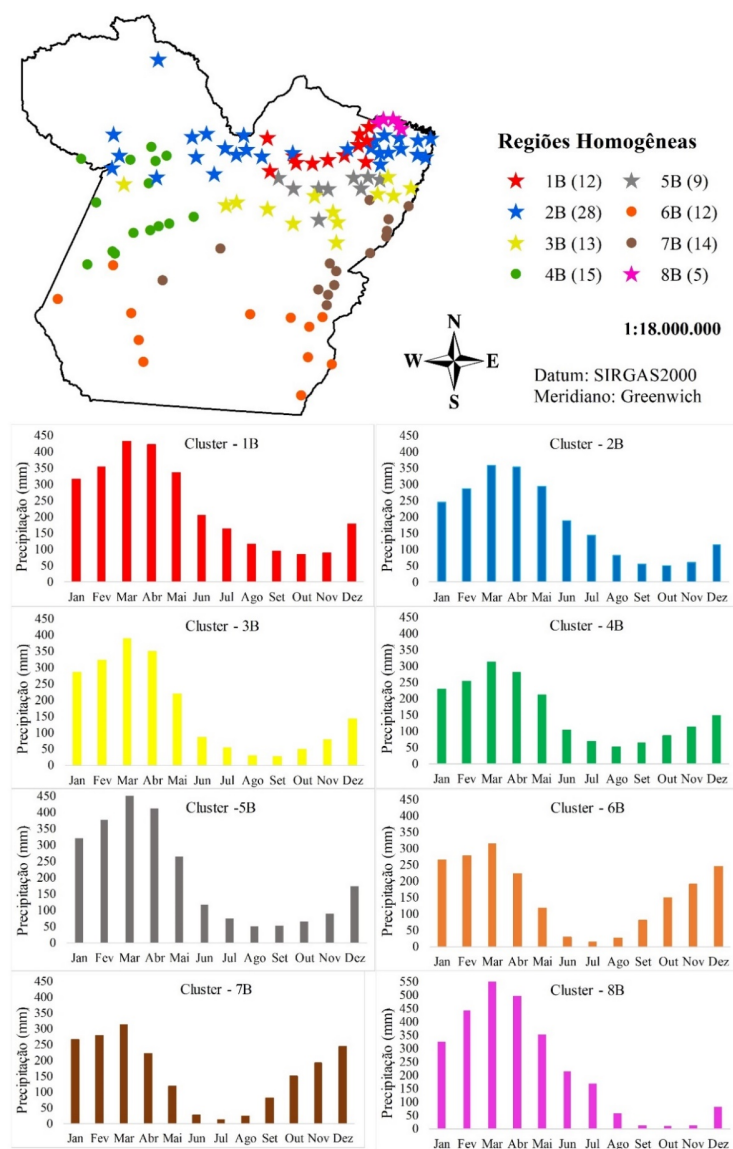 Regiões Homogêneas
1B (12)
5B (9)
2B (28)
6B (12)
3B (13)
7B (14)
4B (15)
8B (5)
1:18.000.000
N
W
E
S
Datum: SIRGAS2000
Meridiano: Greenwich
Cluster - 1B
Precipitação (mm)
450
400
350
300
250
200
150
100
50
0
Jan Fev Mar Abr Mai Jun Jul Ago Set Out Nov Dez
Cluster - 2B
Precipitação (mm)
450
400
350
300
250
200
150
100
50
0
Jan Fev Mar Abr Mai Jun Jul Ago Set Out Nov Dez
Cluster - 3B
Precipitação (mm)
450
400
350
300
250
200
150
100
50
0
Jan Fev Mar Abr Mai Jun Jul Ago Set Out Nov Dez
Cluster - 4B
Precipitação (mm)
450
400
350
300
250
200
150
100
50
0
Jan Fev Mar Abr Mai Jun Jul Ago Set Out Nov Dez
Cluster -5B
Precipitação (mm)
450
400
350
300
250
200
150
100
50
0
Jan Fev Mar Abr Mai Jun Jul Ago Set Out Nov Dez
Cluster - 6B
Precipitação (mm)
450
400
350
300
250
200
150
100
50
0
Jan Fev Mar Abr Mai Jun Jul Ago Set Out Nov Dez
Cluster - 7B
Precipitação (mm)
450
400
350
300
250
200
150
100
50
0
Jan Fev Mar Abr Mai Jun Jul Ago Set Out Nov Dez
Cluster - 8B
Precipitação (mm)
550
500
450
400
350
300
250
200
150
100
50
0
Jan Fev Mar Abr Mai Jun Jul Ago Set Out Nov Dez